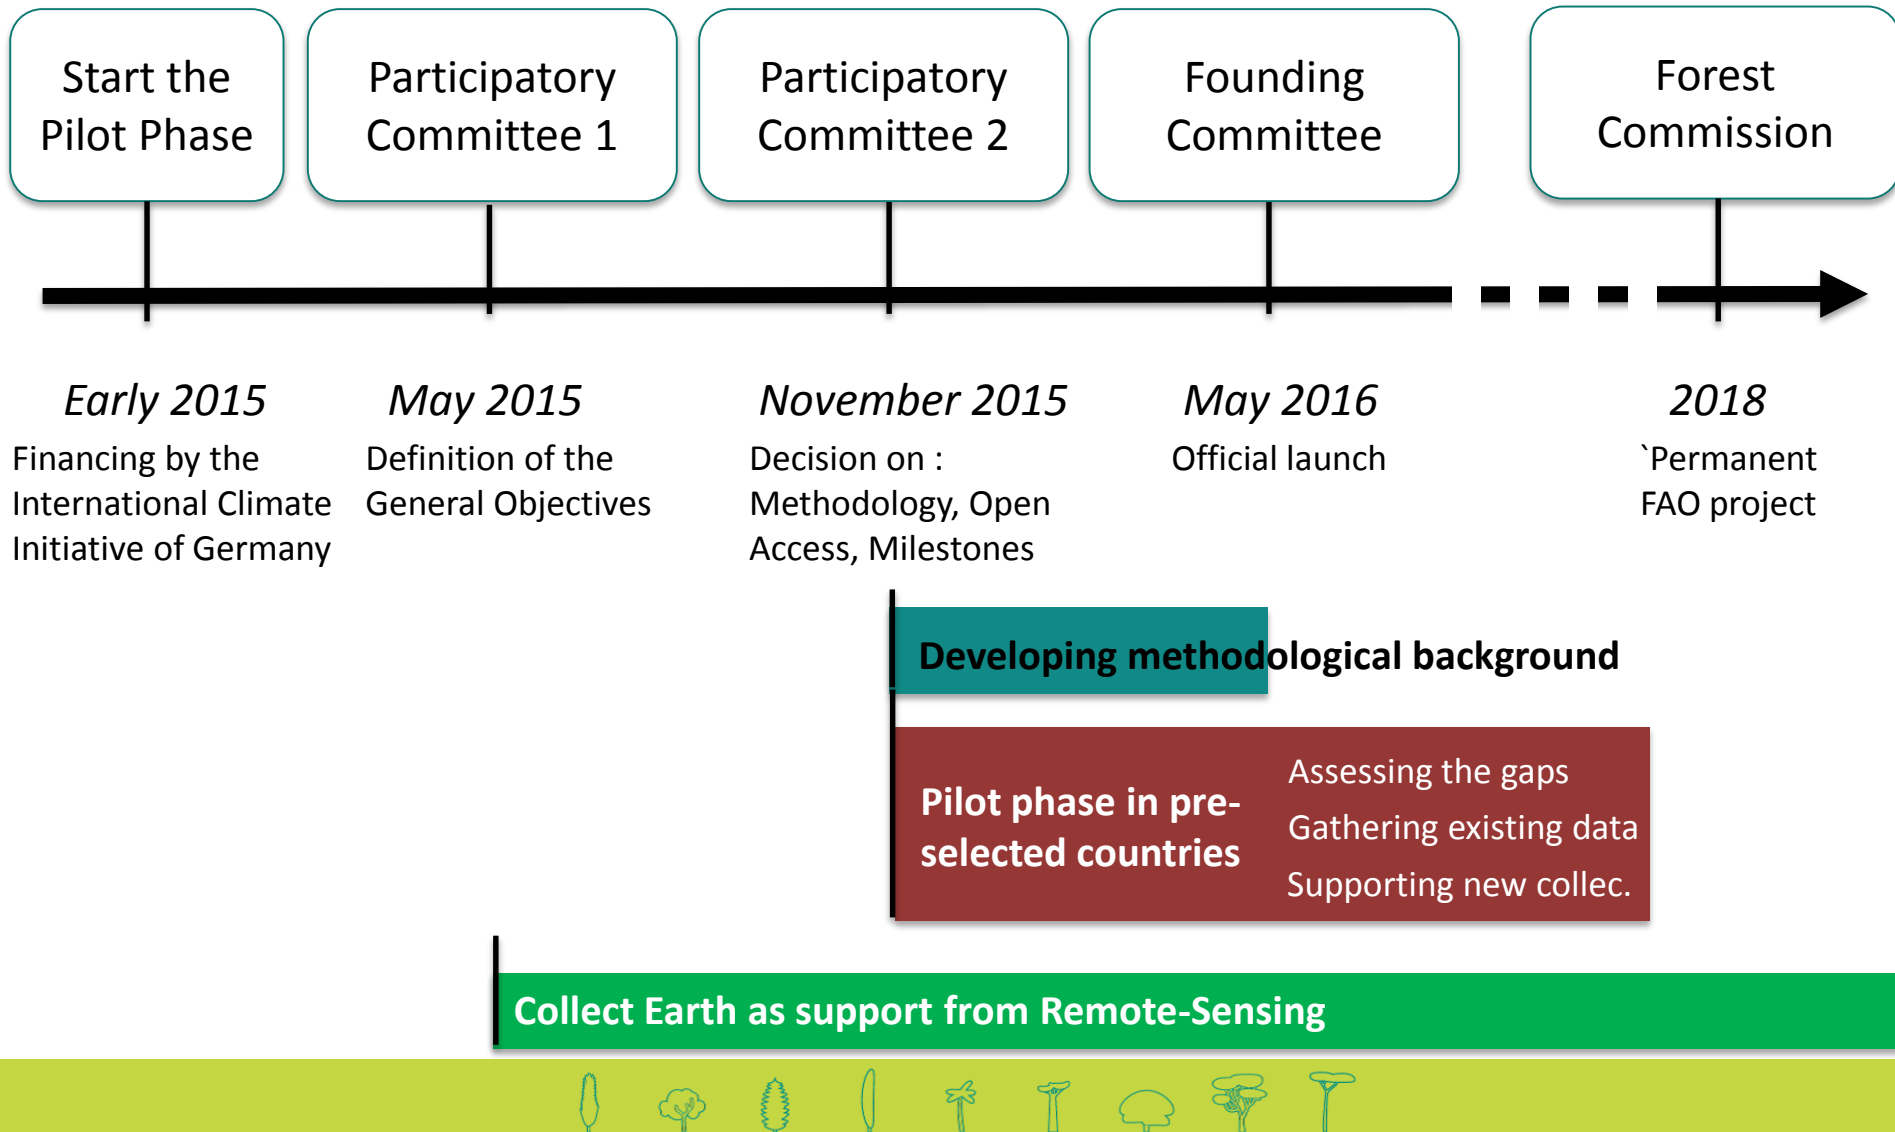 Start the
Pilot Phase
Participatory
Committee 1
Participatory
Committee 2
Founding
Committee
Forest
Commission
Early 2015
Financing by the
International Climate
Initiative of Germany
May 2015
Definition of the
General Objectives
November 2015
Decision on :
Methodology, Open
Access, Milestones
May 2016
Official launch
2018
`Permanent
FAO project
Developing methodological background
Pilot phase in pre-
selected countries
Assessing the gaps
Gathering existing data
Supporting new collec.
Collect Earth as support from Remote-Sensing